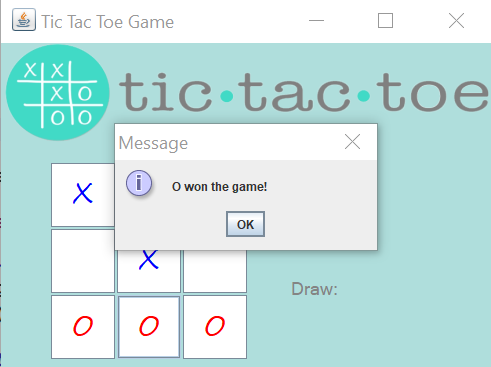 Tic Tac Toe Game
X
X O
X O
O O
tic·tac·toe
Message
O won the game!
OK
X
X
Draw:
O O O